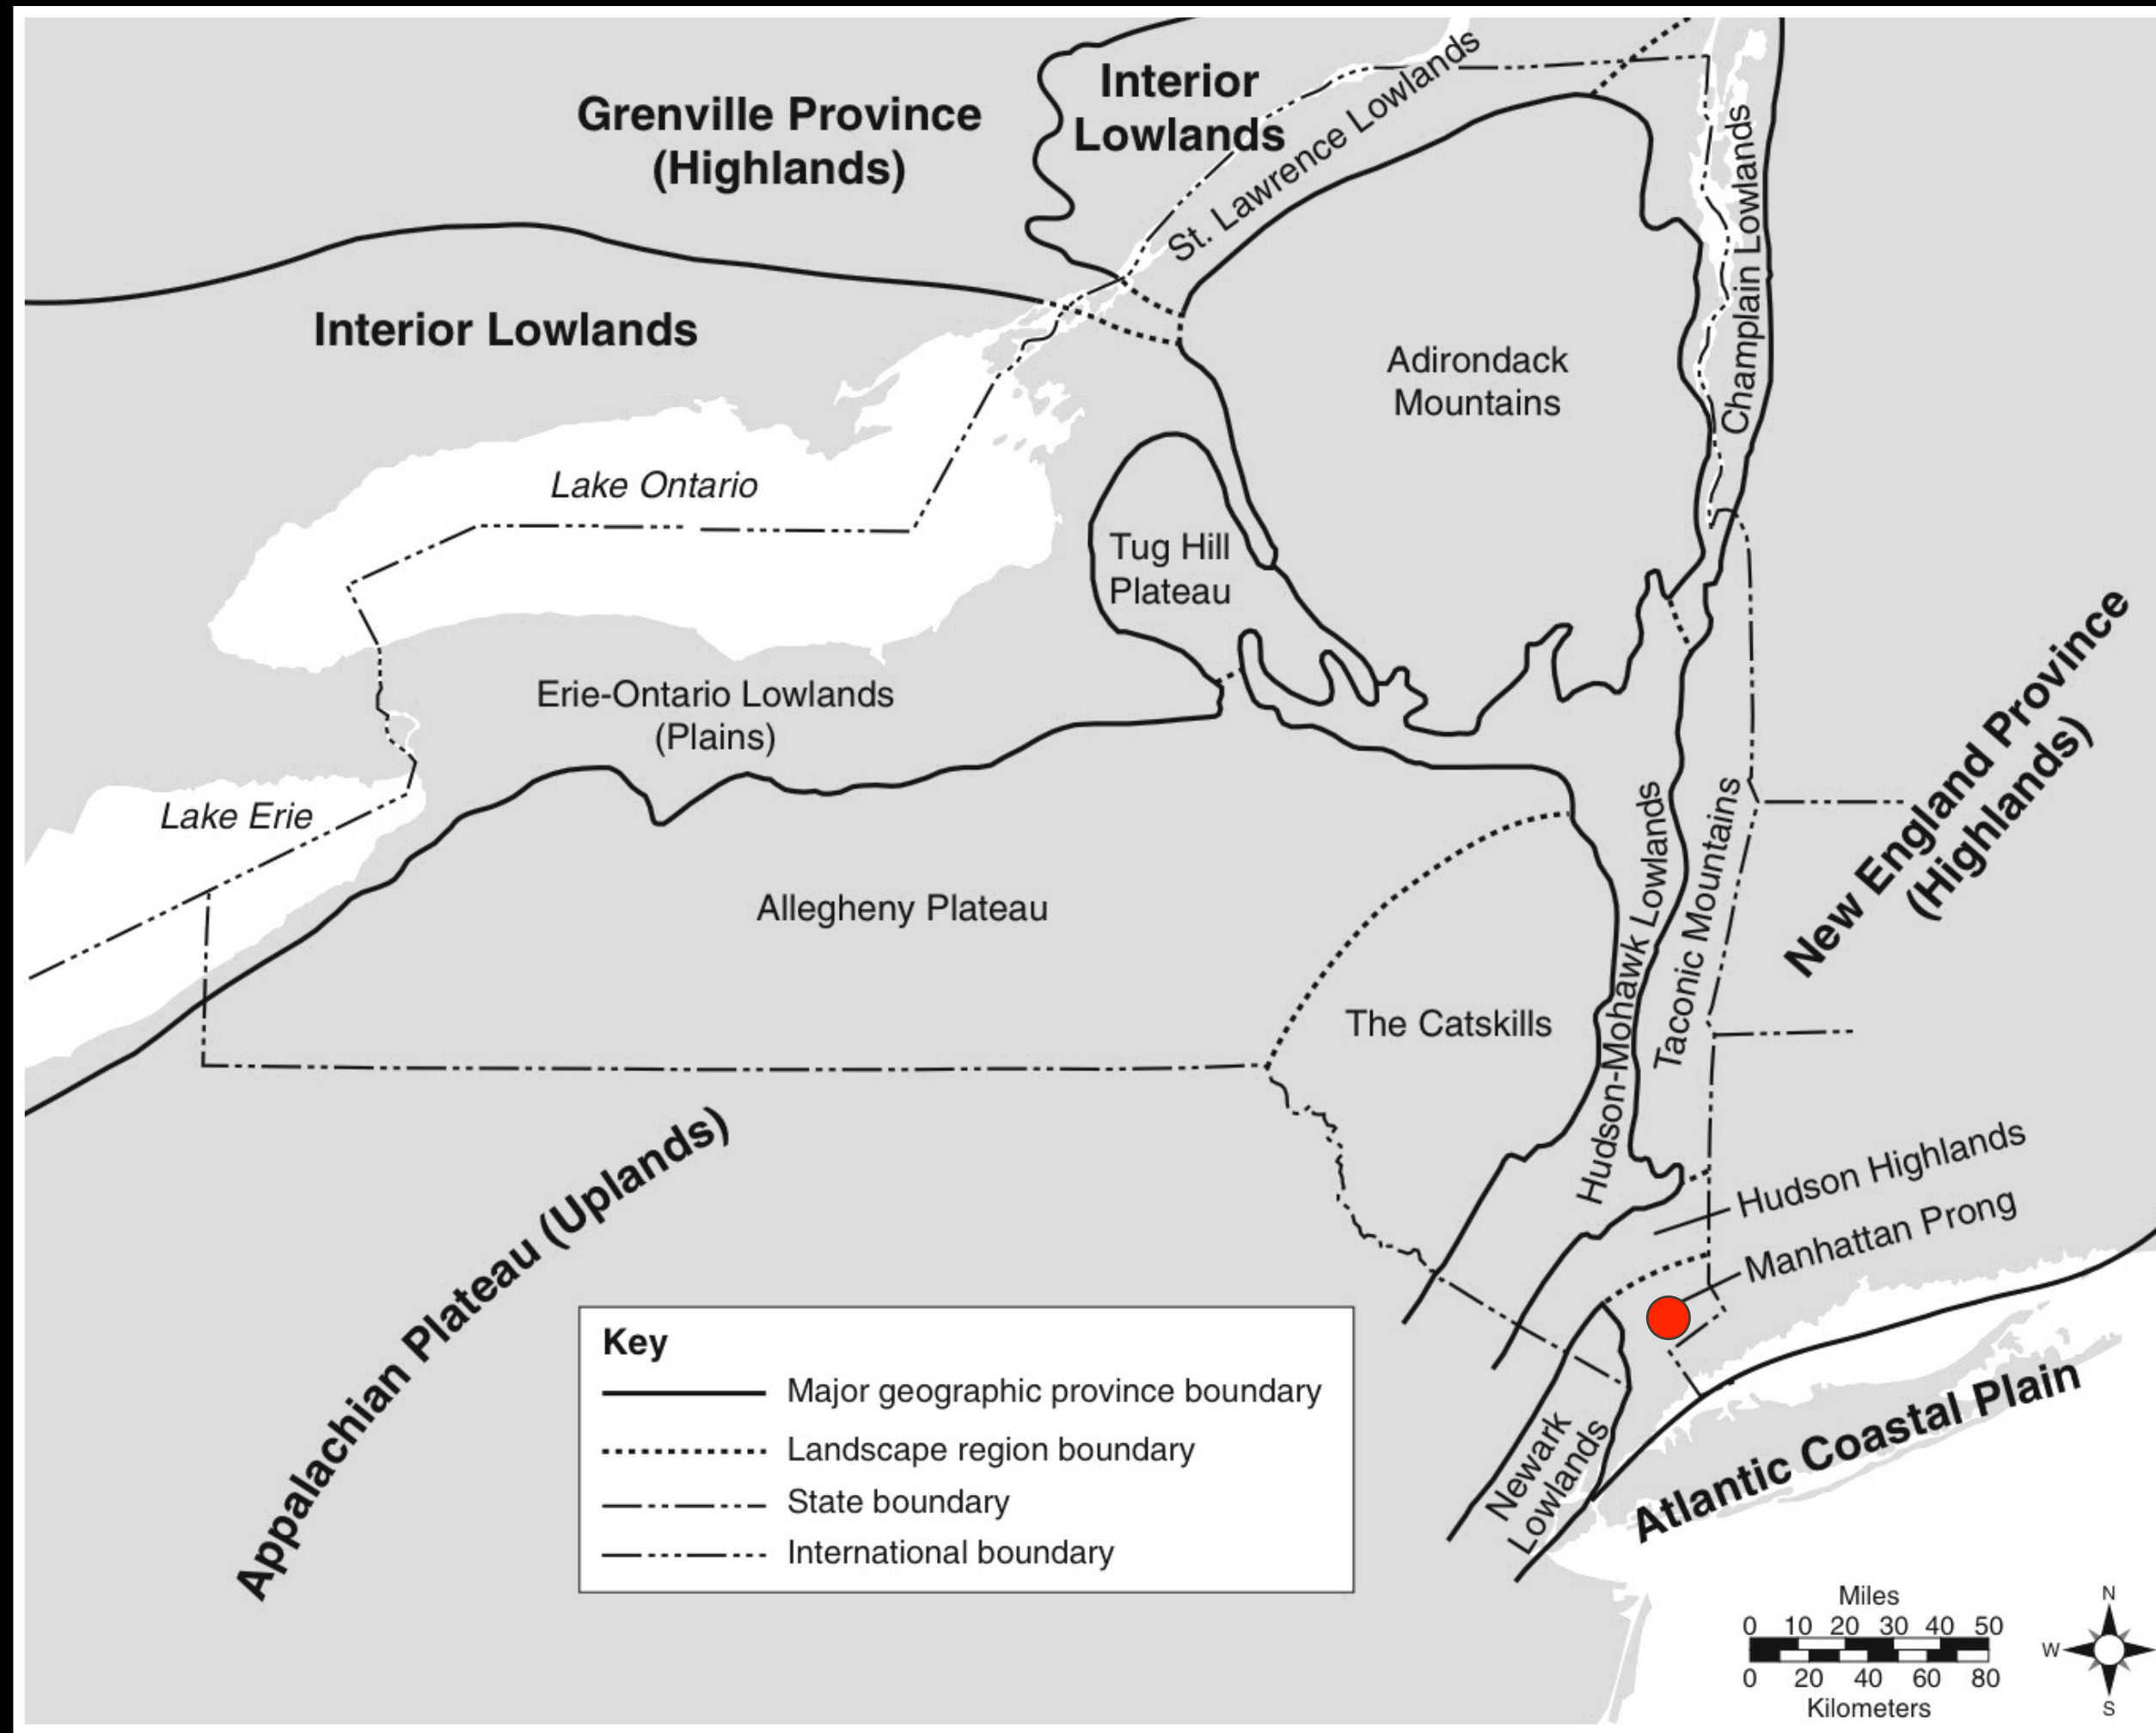 Grenville Province
(Highlands)
Interior
Lowlands
St. Lawrence Lowlands
Champlain Lowlands
Interior Lowlands
Adirondack
Mountains
Lake Ontario
Tug Hill
Plateau
Erie-Ontario Lowlands
(Plains)
Lake Erie
New England Province
(Highlands)
Allegheny Plateau
Hudson-Mohawk Lowlands
Taconic Mountains
The Catskills
Appalachian Plateau (Uplands)
Hudson Highlands
Manhattan Prong
Newark
Lowlands
Atlantic Coastal Plain
Key
Major geographic province boundary
Landscape region boundary
State boundary
International boundary
Miles
0 10 20 30 40 50
0 20 40 60 80
Kilometers
N
W
S